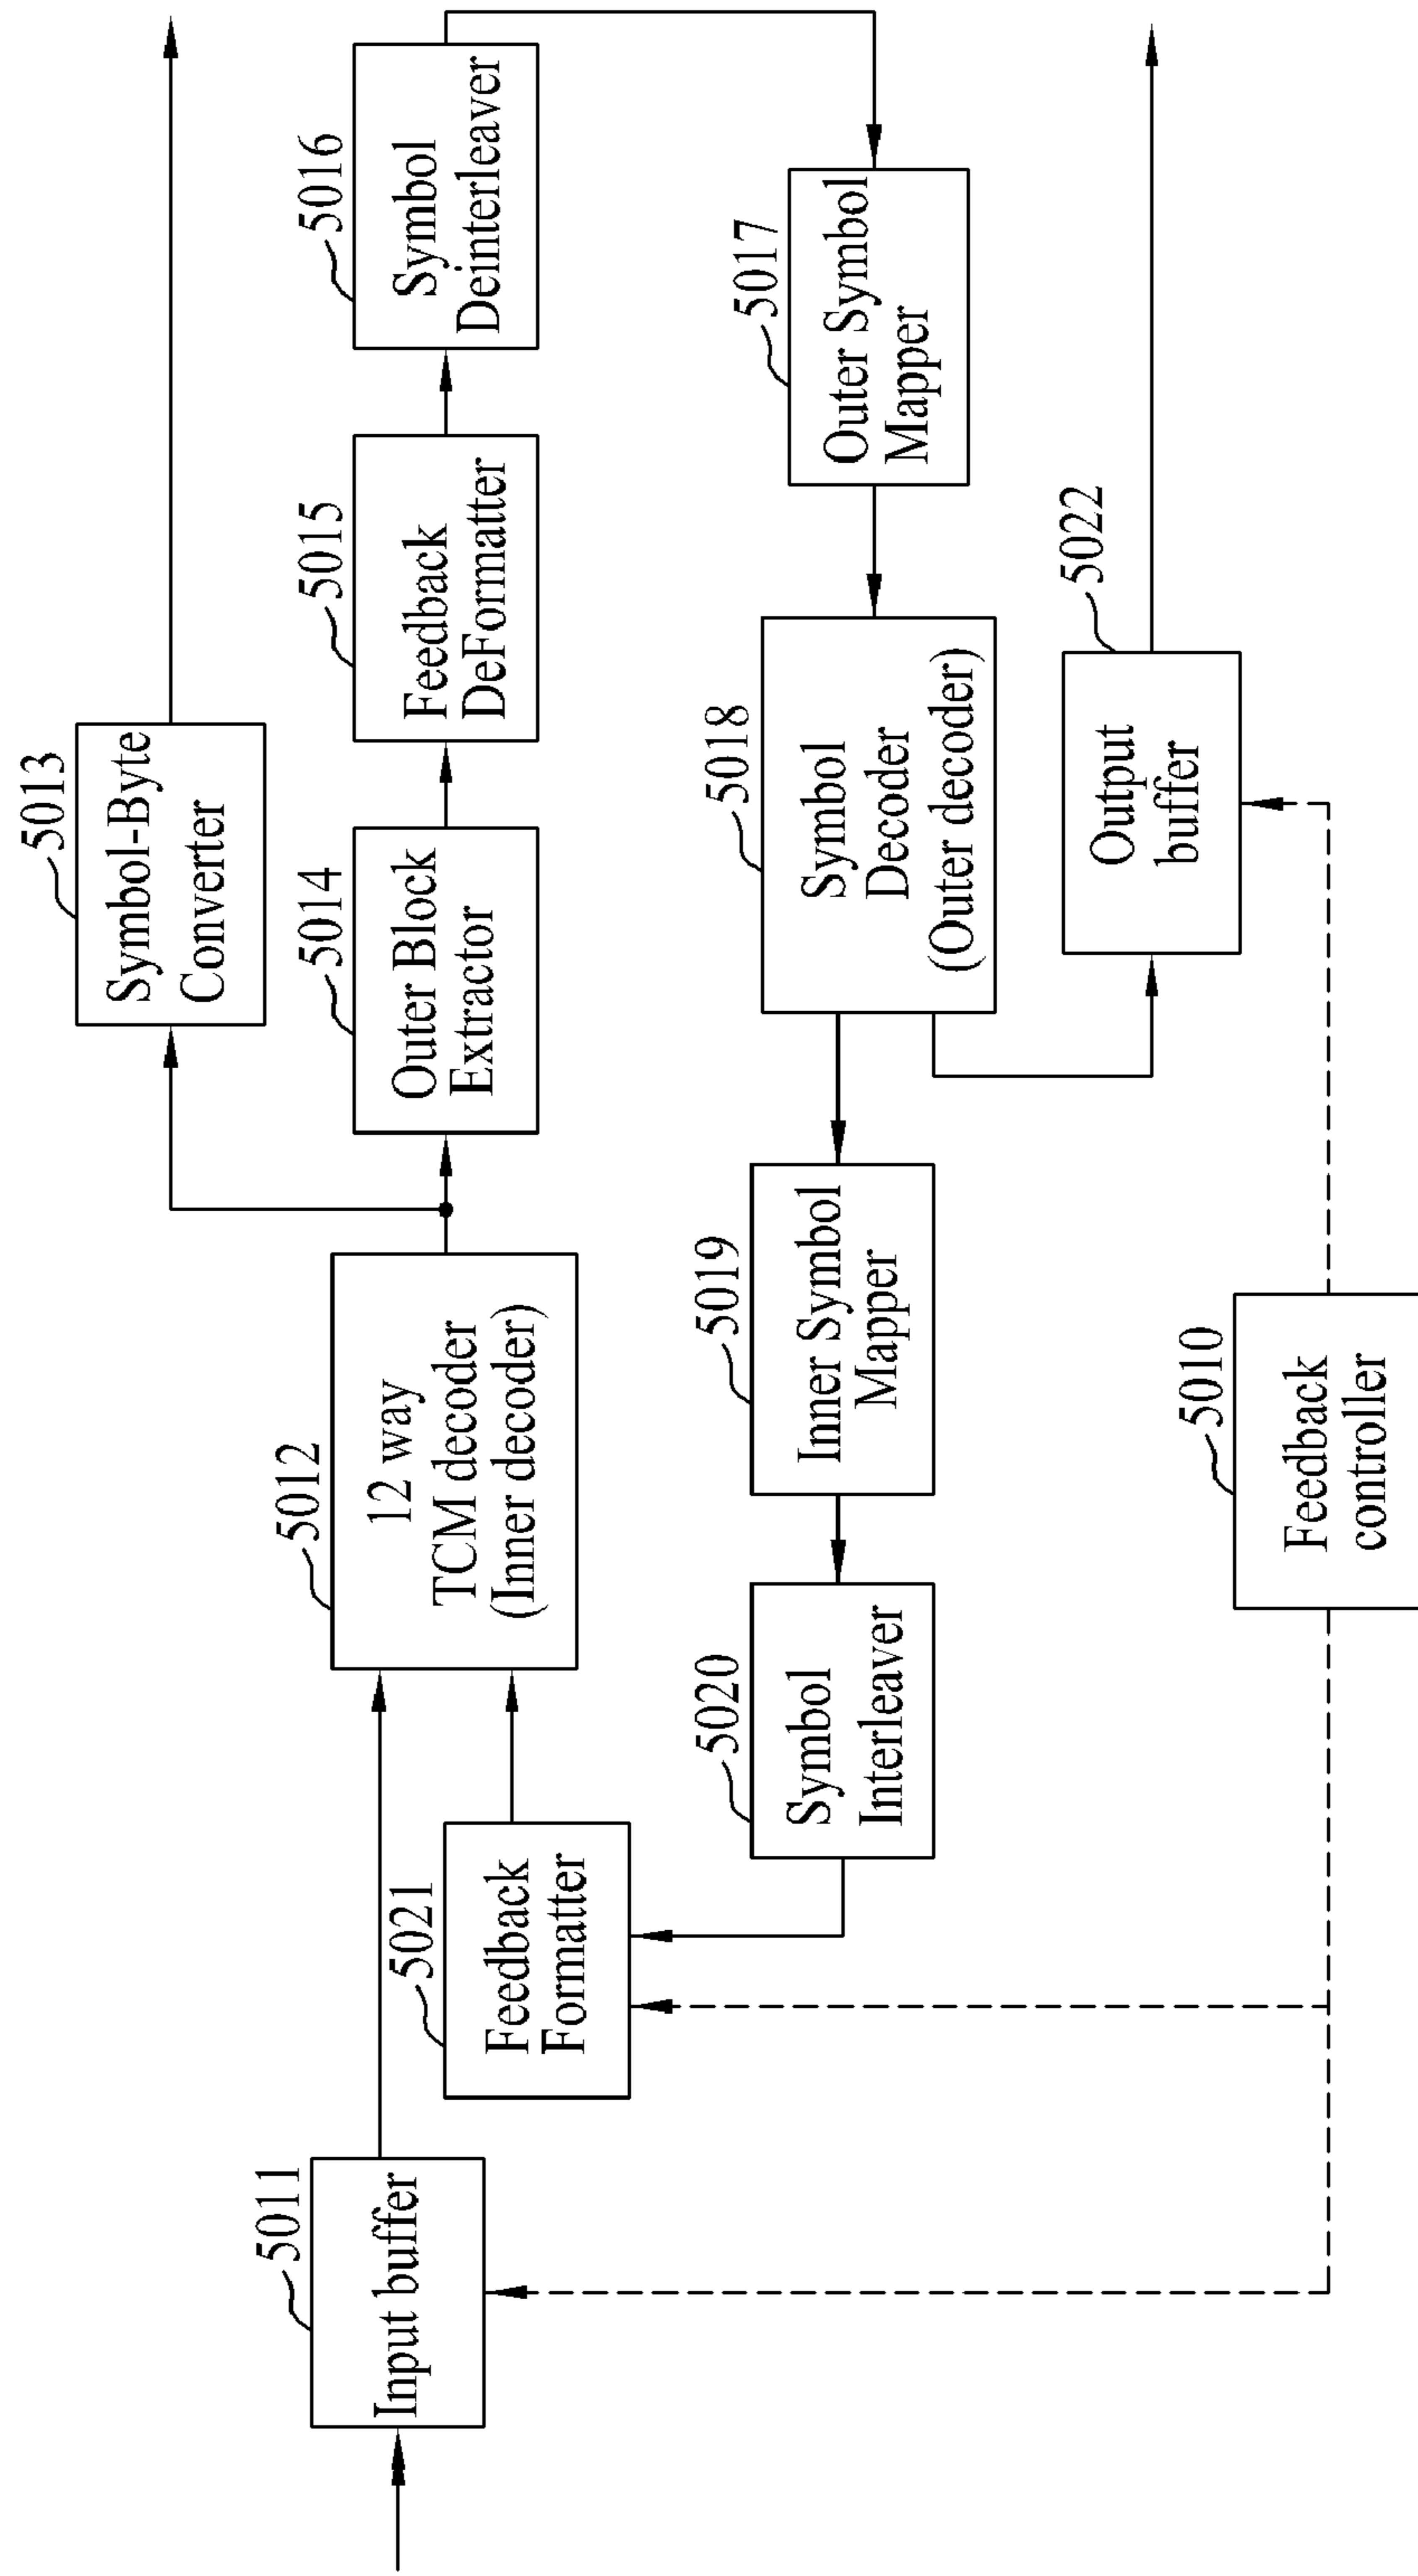 5013
Symbol-Byte
Converter
5011
Input buffer
5021
Feedback
Formatter
5012
12 way
TCM decoder
(Inner decoder)
5014
Outer Block
Extractor
5015
Feedback
DeFormatter
5016
Symbol
Deinterleaver
5020
Symbol
Interleaver
5019
Inner Symbol
Mapper
5018
Symbol
Decoder
(Outer decoder)
5017
Outer Symbol
Mapper
5010
Feedback
controller
5022
Output
buffer